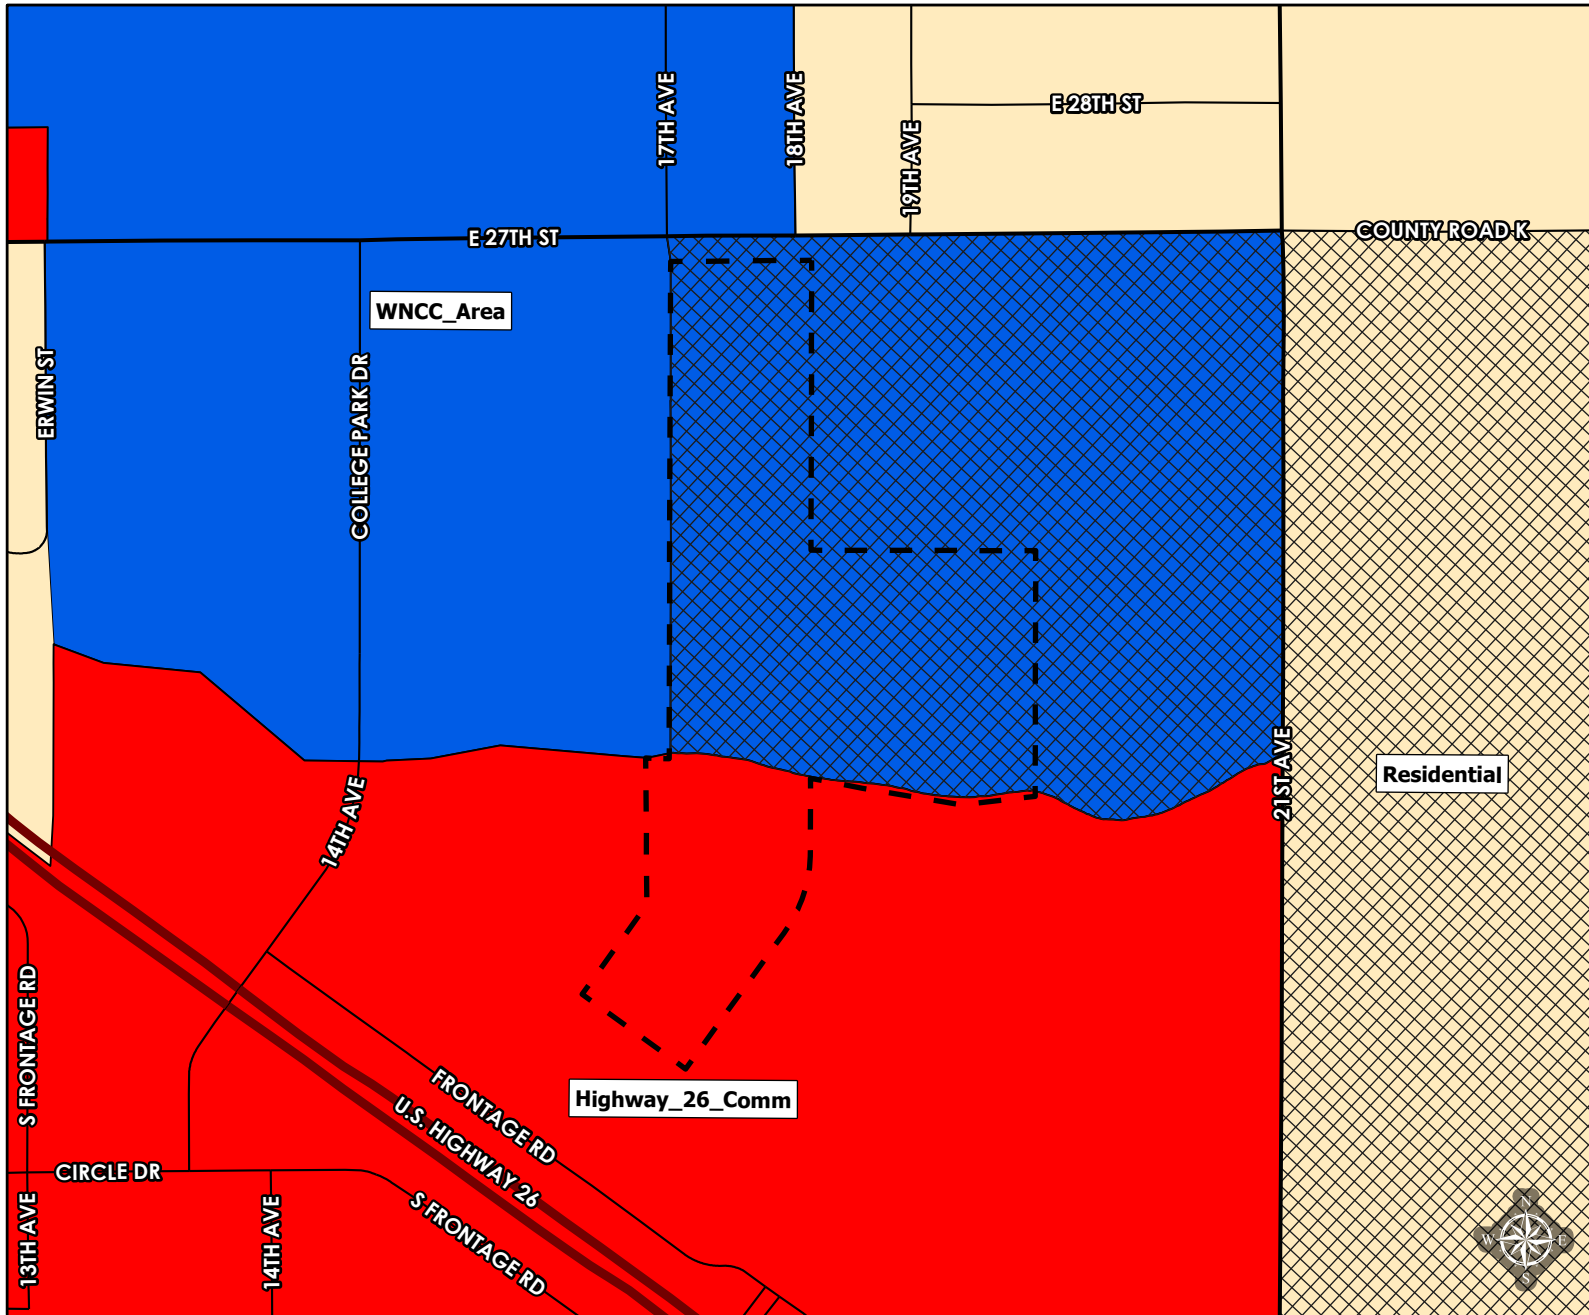 17TH AVE
18TH AVE
19TH AVE
E 28TH ST
E 27TH ST
COUNTY ROAD K
WNCC_Area
ERWIN ST
COLLEGE PARK DR
21ST AVE
Residential
14TH AVE
S FRONTAGE RD
FRONTAGE RD
Highway_26_Comm
U.S. HIGHWAY 26
CIRCLE DR
13TH AVE
14TH AVE
S FRONTAGE RD
N
W
E
S